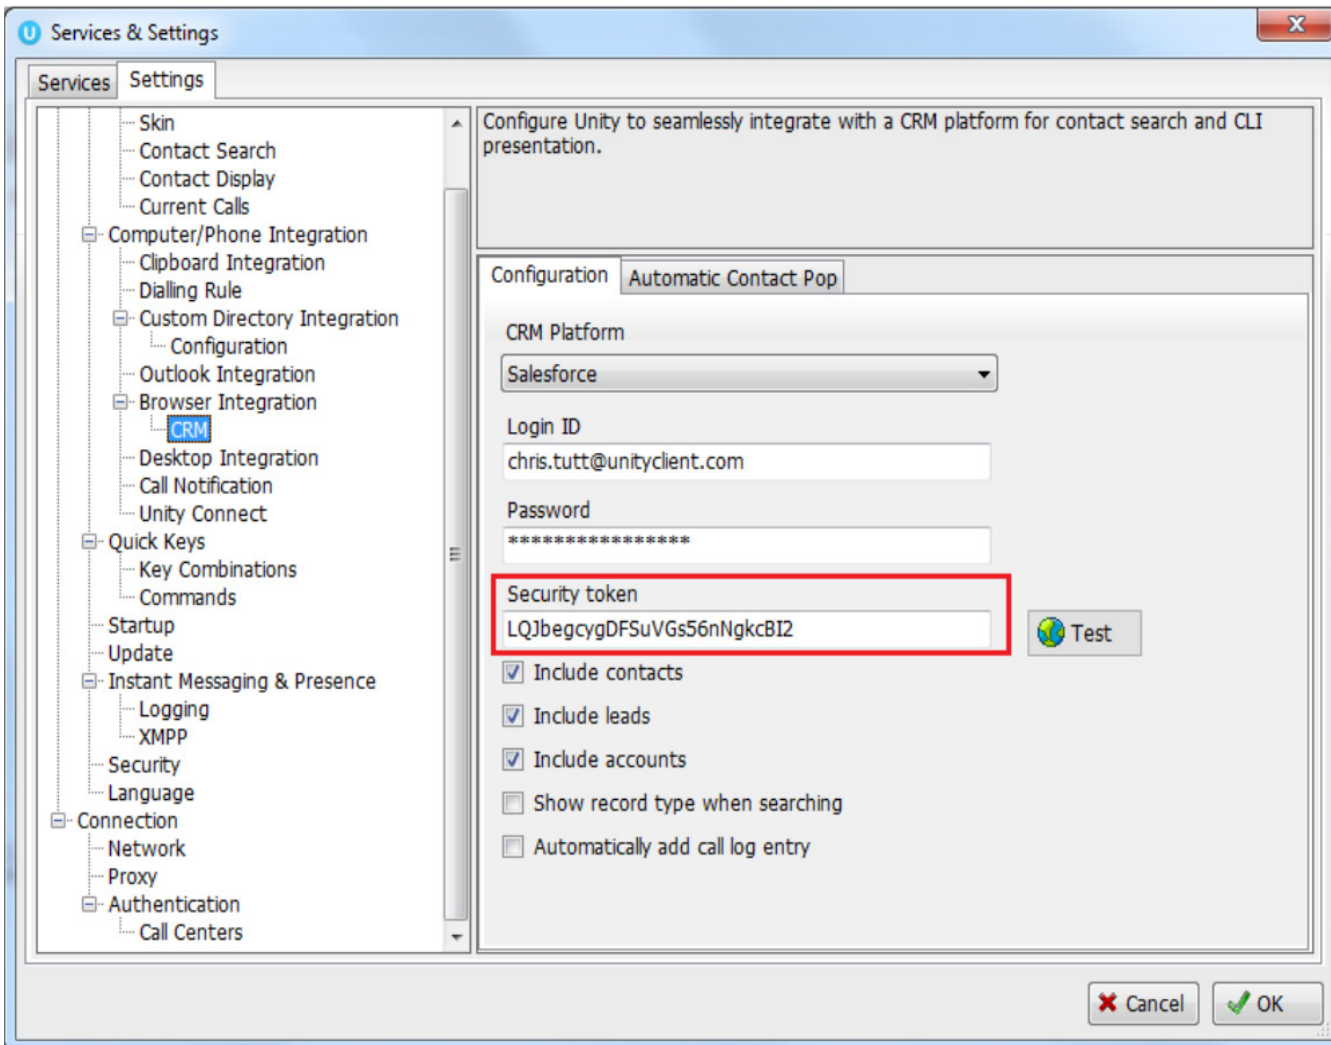 Services & Settings
Services
Settings
Skin
Contact Search
Contact Display
Current Calls
Computer/Phone Integration
Clipboard Integration
Dialling Rule
Custom Directory Integration
Configuration
Outlook Integration
Browser Integration
CRM
Desktop Integration
Call Notification
Unity Connect
Quick Keys
Key Combinations
Commands
Startup
Update
Instant Messaging & Presence
Logging
XMPP
Security
Language
Connection
Network
Proxy
Authentication
Call Centers
Configure Unity to seamlessly integrate with a CRM platform for contact search and CLI
presentation.
Configuration
Automatic Contact Pop
CRM Platform
Salesforce
Login ID
chris.tutt@unityclient.com
Password
****************
Security token
LQJbegcygDFSuVGs56nNgkcBI2
Test
Include contacts
Include leads
Include accounts
Show record type when searching
Automatically add call log entry
Cancel
OK